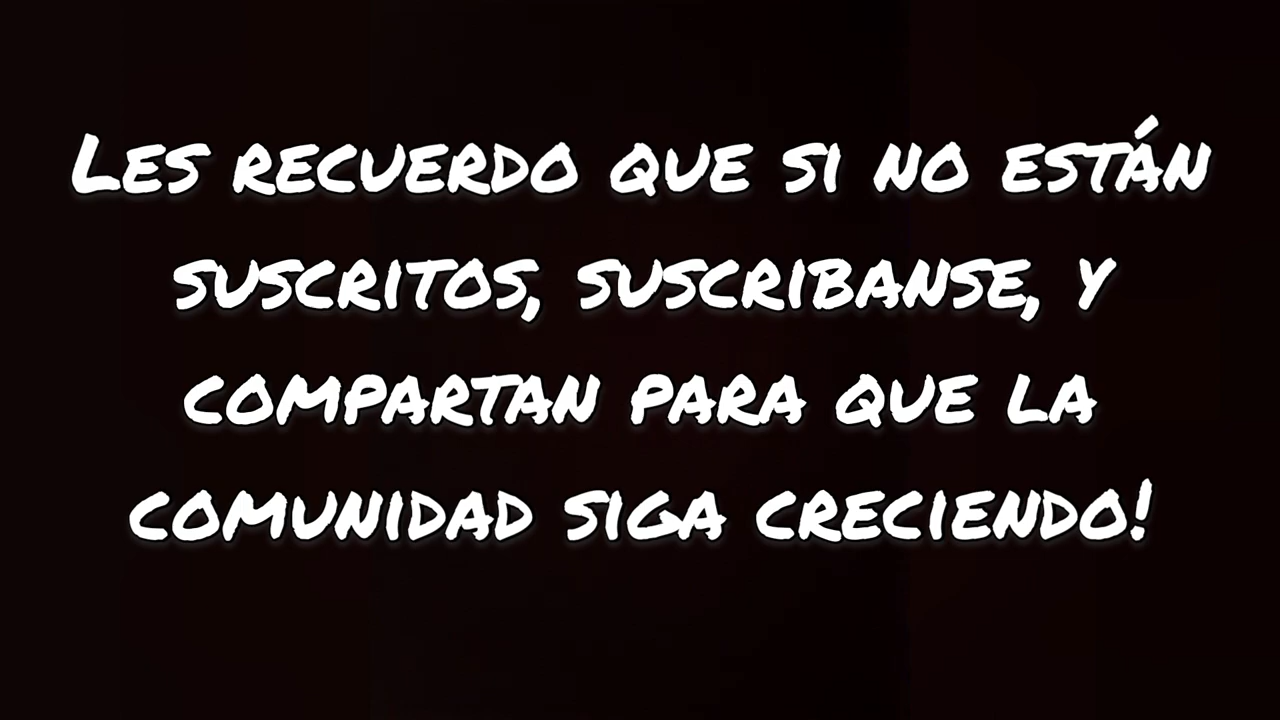 Les recuerdo que si no están
suscritos, suscribanse, y
compartan para que la
comunidad siga creciendo!